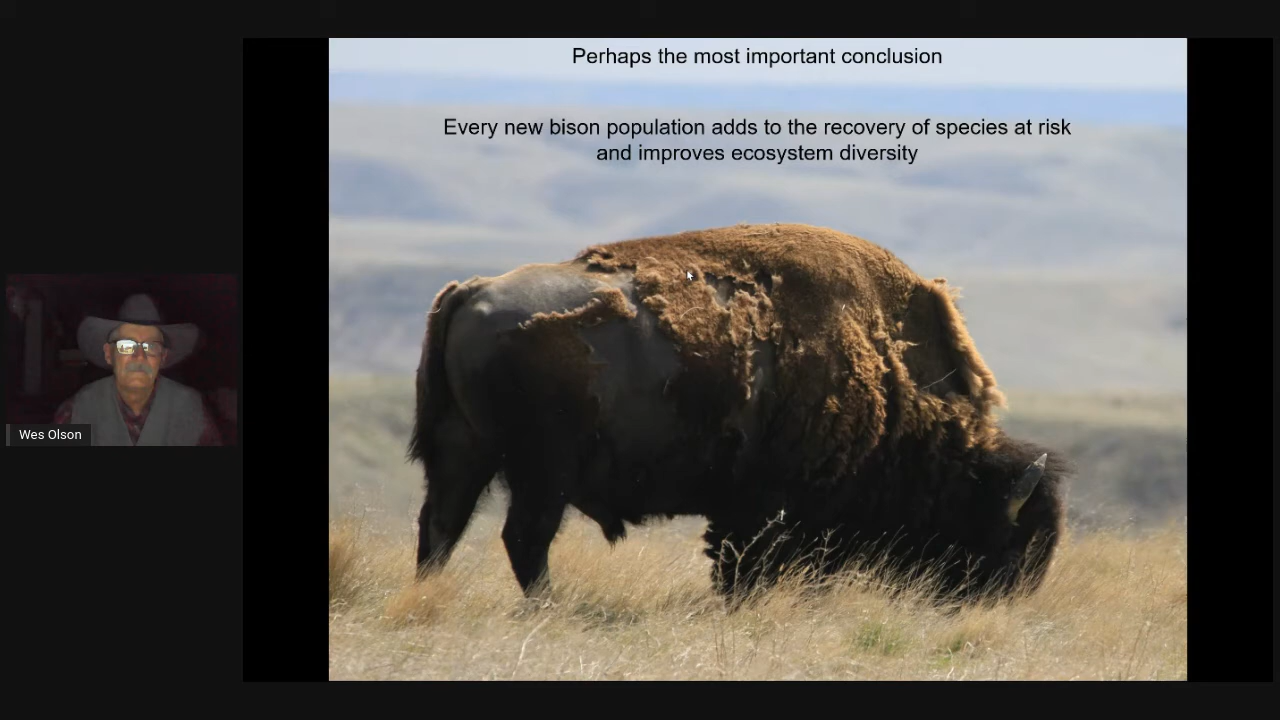 Perhaps the most important conclusion
Every new bison population adds to the recovery of species at risk
and improves ecosystem diversity
Wes Olson